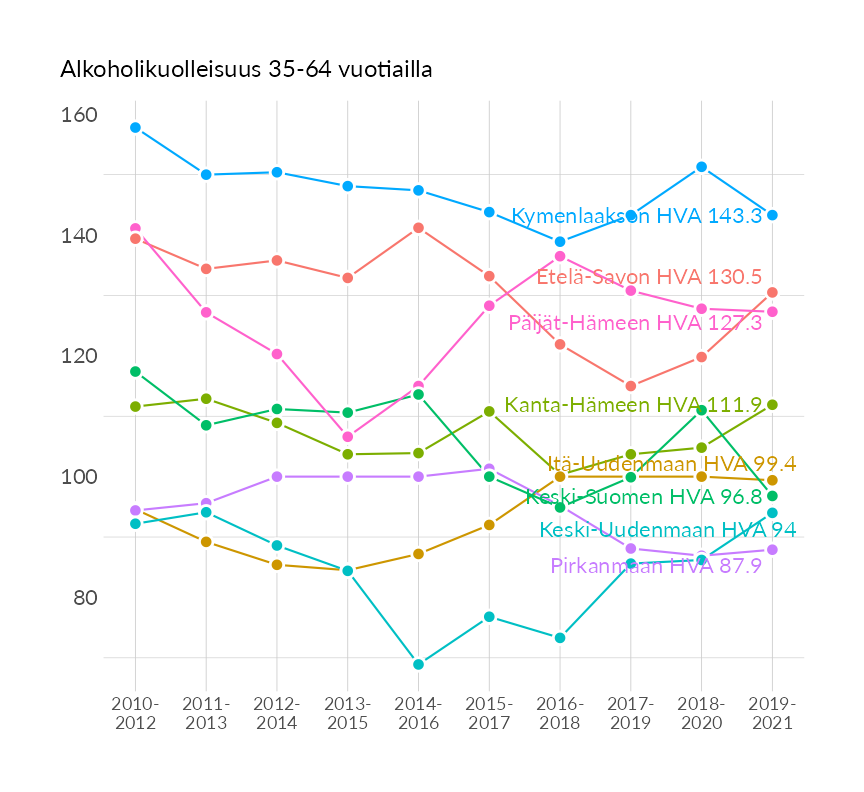 Alkoholikuolleisuus 35-64 vuotiailla
160
140
120
100
80
Kymenlaakson HVA 143.3
Etelä-Savon HVA 130.5
Päijät-Hämeen HVA 127.3
Kanta-Hämeen HVA 111.9
Itä-Uudenmaan HVA 99.4
Keski-Suomen HVA 96.8
Keski-Uudenmaan HVA 94
Pirkanmaan HVA 87.9
2010- 2011- 2012- 2013- 2014- 2015- 2016- 2017- 2018- 2019-
2012 2013 2014 2015 2016 2017 2018 2019 2020 2021